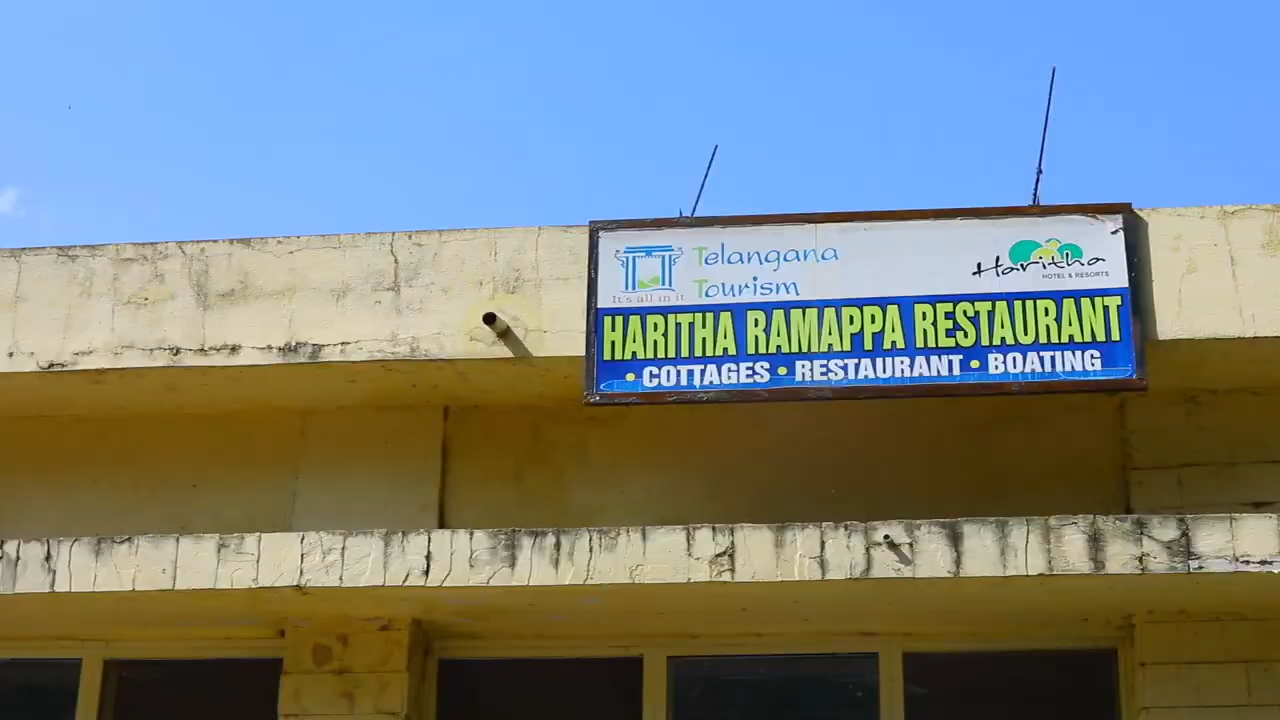 Telangana
Tourism
It's all in it
Haritha
HOTEL & RESORTS
HARITHA RAMAPPA RESTAURANT
• COTTAGES • RESTAURANT • BOATING